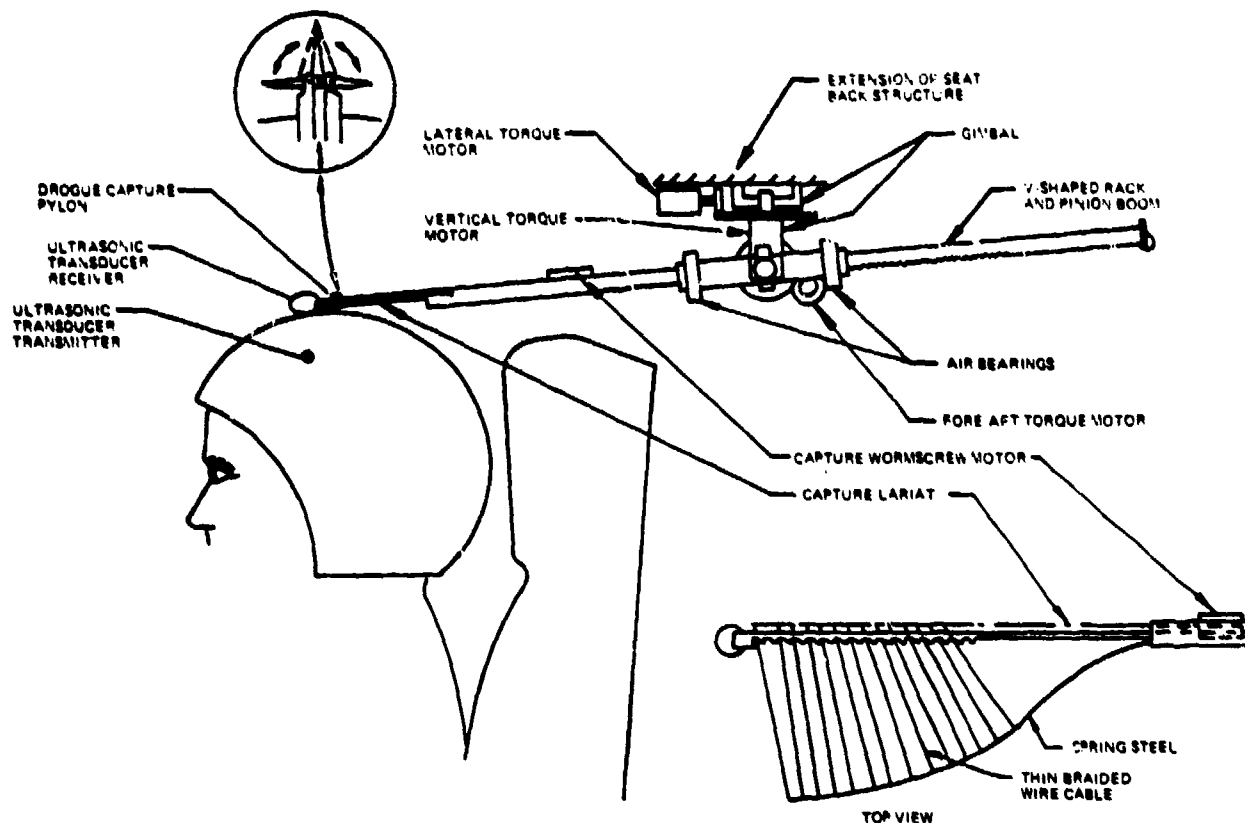 EXTENSION OF SEAT
BACK STRUCTURE
LATERAL TORQUE
MOTOR
GIMBAL
DROGUE CAPTURE
PYLON
V-SHAPED RACK
AND PINION BOOM
VERTICAL TORQUE
MOTOR
ULTRASONIC
TRANSDUCER
RECEIVER
ULTRASONIC
TRANSDUCER
TRANSMITTER
AIR BEARINGS
FORE AFT TORQUE MOTOR
CAPTURE WORMSCREW MOTOR
CAPTURE LARIAT
SPRING STEEL
THIN BRAIDED
WIRE CABLE
TOP VIEW